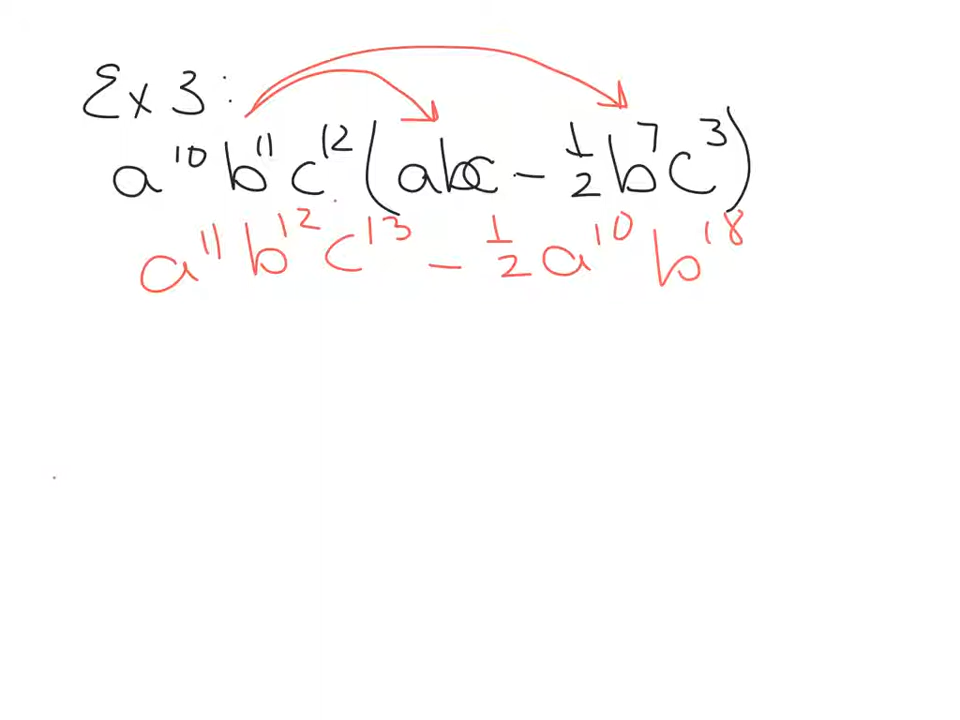 Ex 3:
a¹⁰b¹¹c¹²(abc - ½b⁷c³)
a¹¹b¹²c¹³ - ½a¹⁰b¹⁸